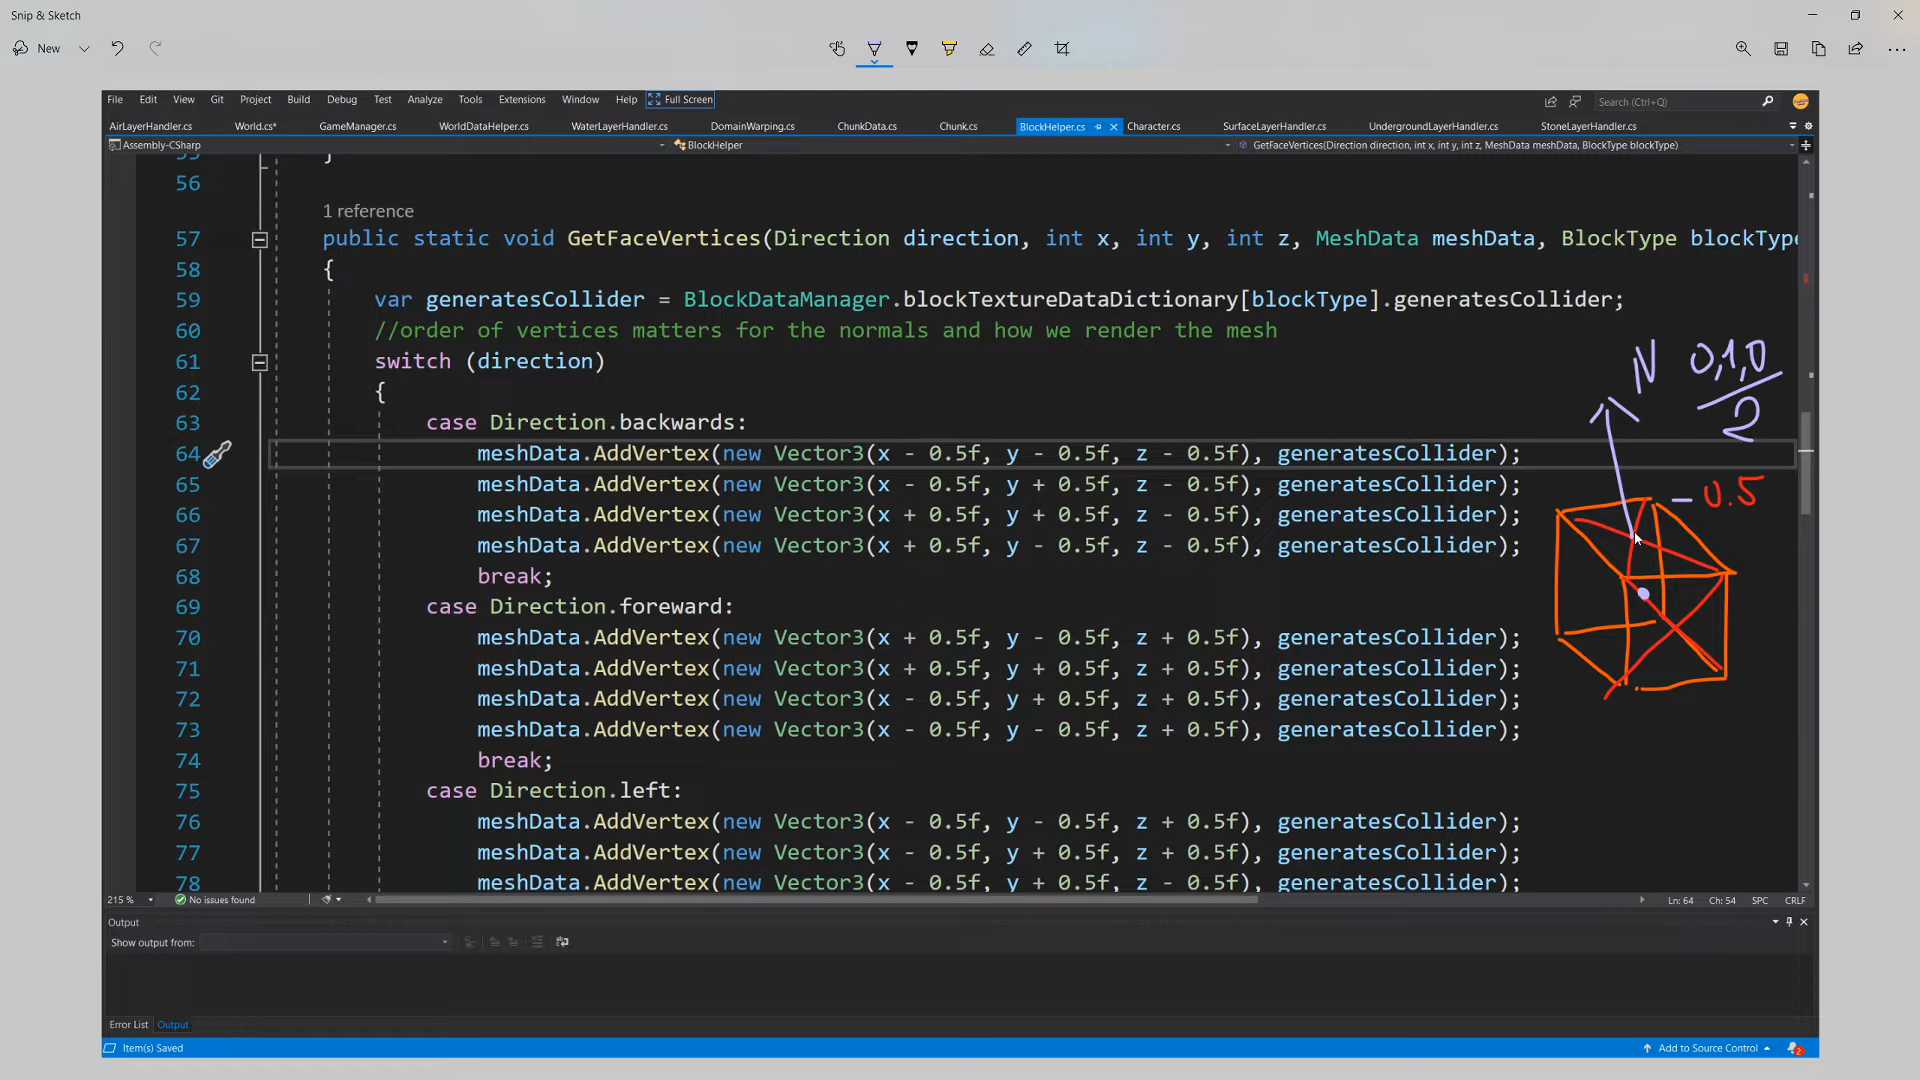 Snip & Sketch
New
File Edit View Git Project Build Debug Test Analyze Tools Extensions Window Help Full Screen Search (Ctrl+Q)
AirLayerHandler.cs World.cs* GameManager.cs WorldDataHelper.cs WaterLayerHandler.cs DomainWarping.cs ChunkData.cs Chunk.cs BlockHelper.cs Character.cs SurfaceLayerHandler.cs UndergroundLayerHandler.cs StoneLayerHandler.cs
Assembly-CSharp BlockHelper GetFaceVertices(Direction direction, int x, int y, int z, MeshData meshData, BlockType blockType)
55 }
56
1 reference
57 public static void GetFaceVertices(Direction direction, int x, int y, int z, MeshData meshData, BlockType blockType
58 {
59 var generatesCollider = BlockDataManager.blockTextureDataDictionary[blockType].generatesCollider;
60 //order of vertices matters for the normals and how we render the mesh
61 switch (direction)
62 {
N 0,1,0
2
63 case Direction.backwards:
64 meshData.AddVertex(new Vector3(x - 0.5f, y - 0.5f, z - 0.5f), generatesCollider);
65 meshData.AddVertex(new Vector3(x - 0.5f, y + 0.5f, z - 0.5f), generatesCollider);
- 0.5
66 meshData.AddVertex(new Vector3(x + 0.5f, y + 0.5f, z - 0.5f), generatesCollider);
67 meshData.AddVertex(new Vector3(x + 0.5f, y - 0.5f, z - 0.5f), generatesCollider);
68 break;
69 case Direction.foreward:
70 meshData.AddVertex(new Vector3(x + 0.5f, y - 0.5f, z + 0.5f), generatesCollider);
71 meshData.AddVertex(new Vector3(x + 0.5f, y + 0.5f, z + 0.5f), generatesCollider);
72 meshData.AddVertex(new Vector3(x - 0.5f, y + 0.5f, z + 0.5f), generatesCollider);
73 meshData.AddVertex(new Vector3(x - 0.5f, y - 0.5f, z + 0.5f), generatesCollider);
74 break;
75 case Direction.left:
76 meshData.AddVertex(new Vector3(x - 0.5f, y - 0.5f, z + 0.5f), generatesCollider);
77 meshData.AddVertex(new Vector3(x - 0.5f, y + 0.5f, z + 0.5f), generatesCollider);
78 meshData.AddVertex(new Vector3(x - 0.5f, y + 0.5f, z - 0.5f), generatesCollider);
215 % No issues found Ln: 64 Ch: 54 SPC CRLF
Output
Show output from:
Error List Output
Item(s) Saved Add to Source Control 2